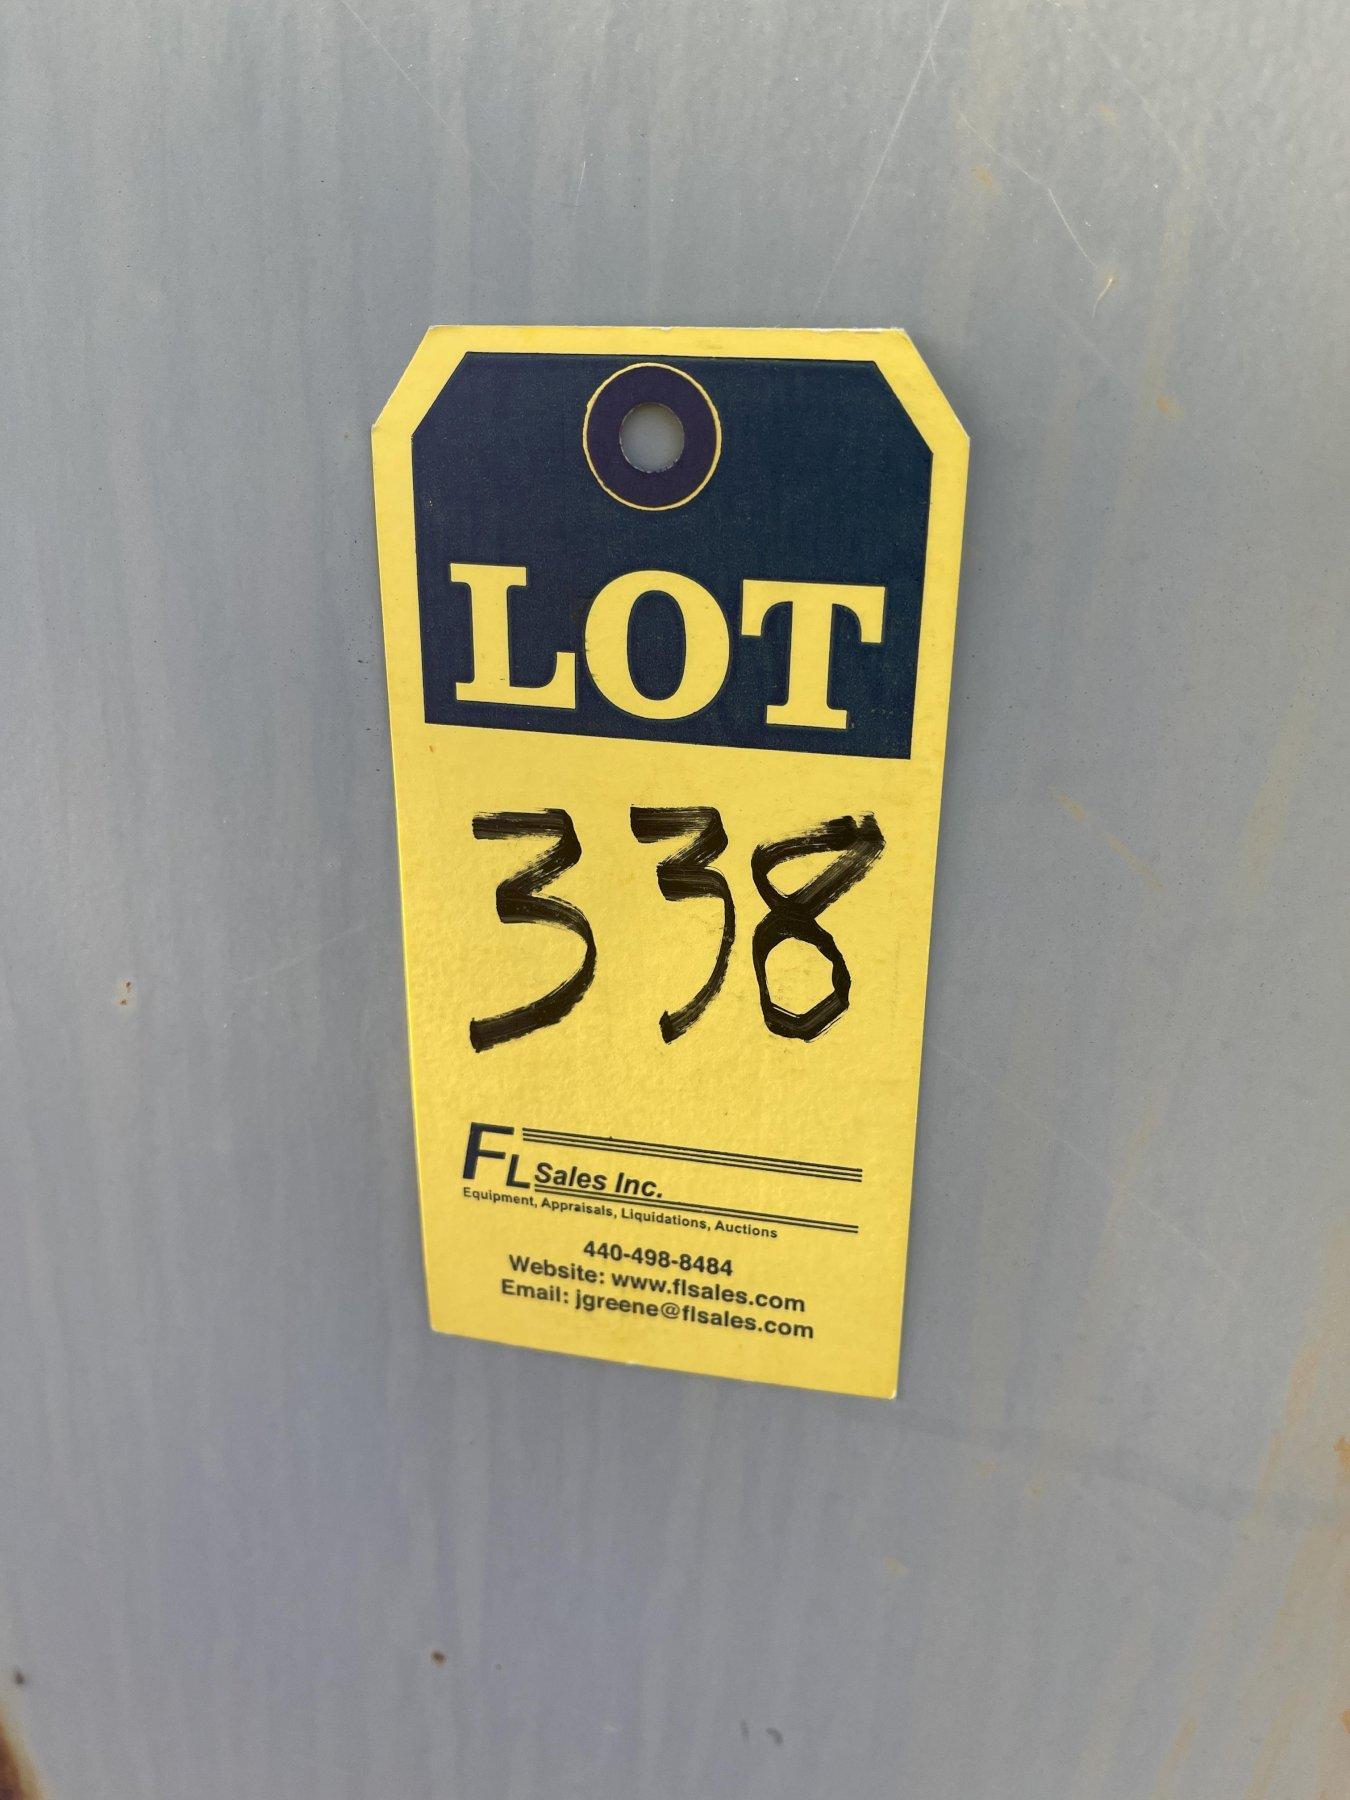 LOT
338
FL Sales Inc.
Equipment, Appraisals, Liquidations, Auctions
440-498-8484
Website: www.flsales.com
Email: jgreene@flsales.com